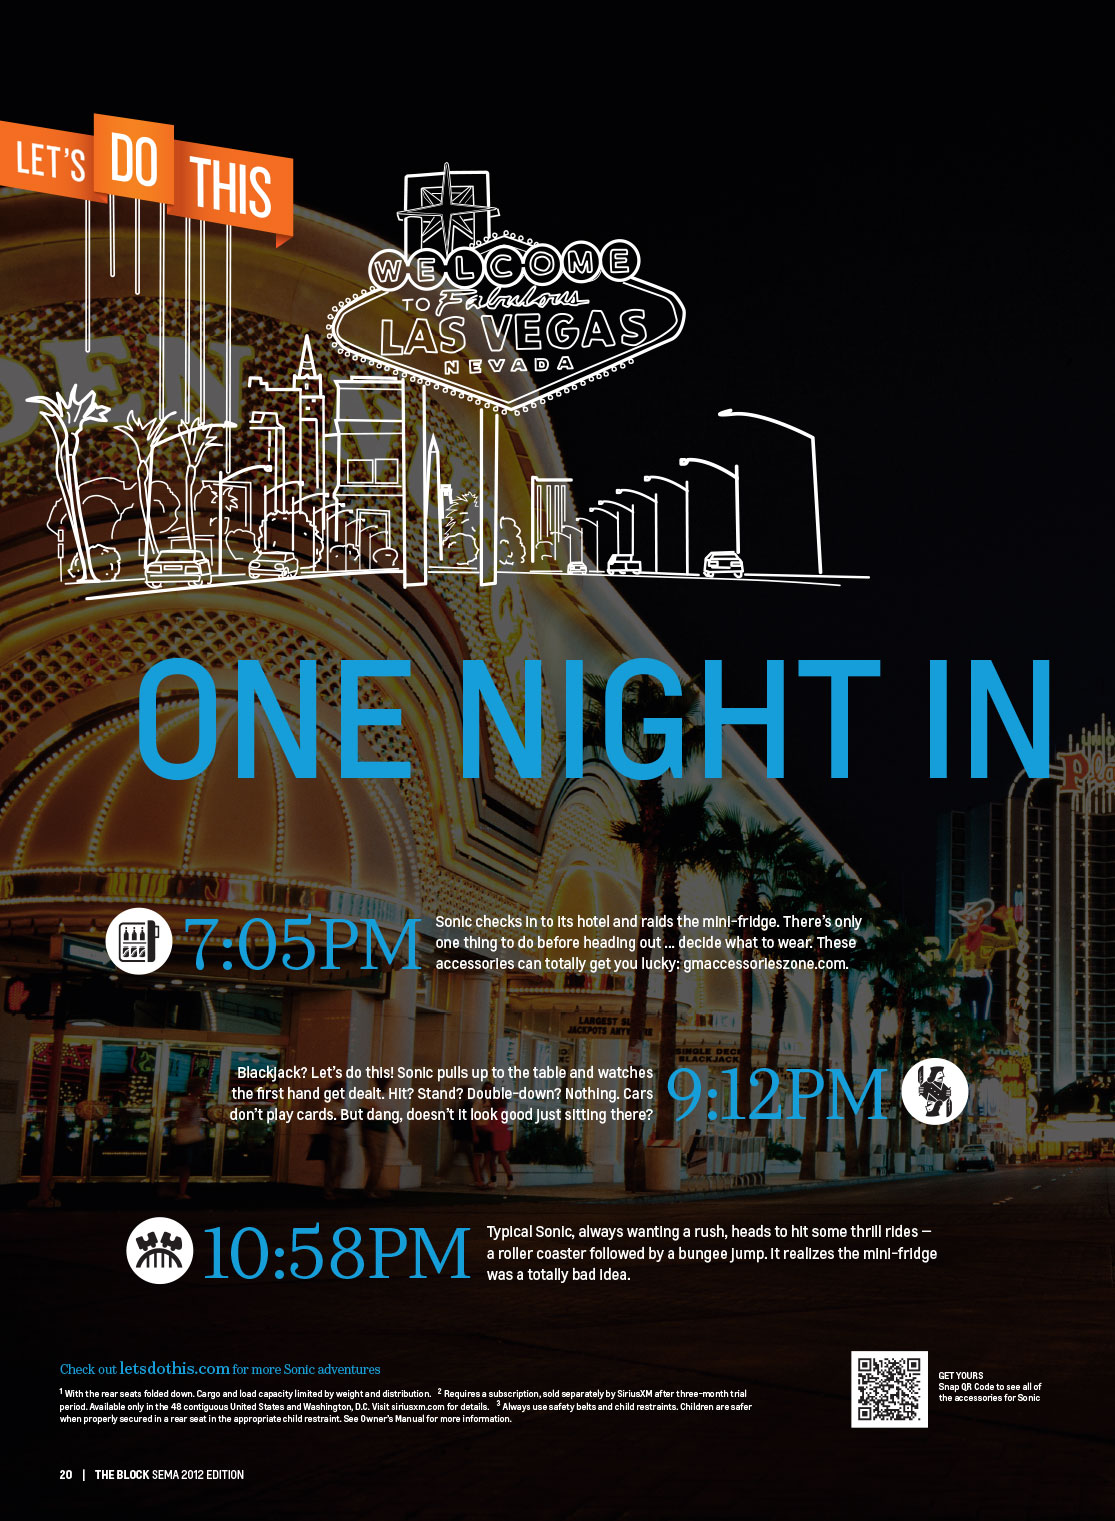 LET'S DO THIS
WELCOME
TO Fabulous
LAS VEGAS
NEVADA
DEN
ONE NIGHT IN
7:05PM
Sonic checks in to its hotel and raids the mini-fridge. There's only
one thing to do before heading out ... decide what to wear. These
accessories can totally get you lucky: gmaccessorieszone.com.
LARGEST
JACKPOTS
SINGLE DECK
BLACKJACK
Blackjack? Let's do this! Sonic pulls up to the table and watches
the first hand get dealt. Hit? Stand? Double-down? Nothing. Cars
don't play cards. But dang, doesn't it look good just sitting there?
9:12PM
10:58PM
Typical Sonic, always wanting a rush, heads to hit some thrill rides —
a roller coaster followed by a bungee jump. It realizes the mini-fridge
was a totally bad idea.
Check out letsdothis.com for more Sonic adventures
1 With the rear seats folded down. Cargo and load capacity limited by weight and distribution. 2 Requires a subscription, sold separately by SiriusXM after three-month trial
period. Available only in the 48 contiguous United States and Washington, D.C. Visit siriusxm.com for details. 3 Always use safety belts and child restraints. Children are safer
when properly secured in a rear seat in the appropriate child restraint. See Owner's Manual for more information.
GET YOURS
Snap QR Code to see all of
the accessories for Sonic
20 | THE BLOCK SEMA 2012 EDITION